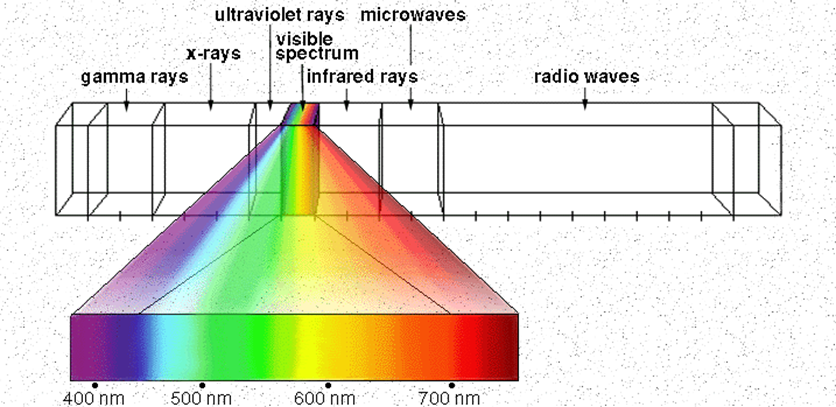 ultraviolet rays microwaves
visible
spectrum
x-rays
gamma rays
infrared rays
radio waves
400 nm 500 nm 600 nm 700 nm